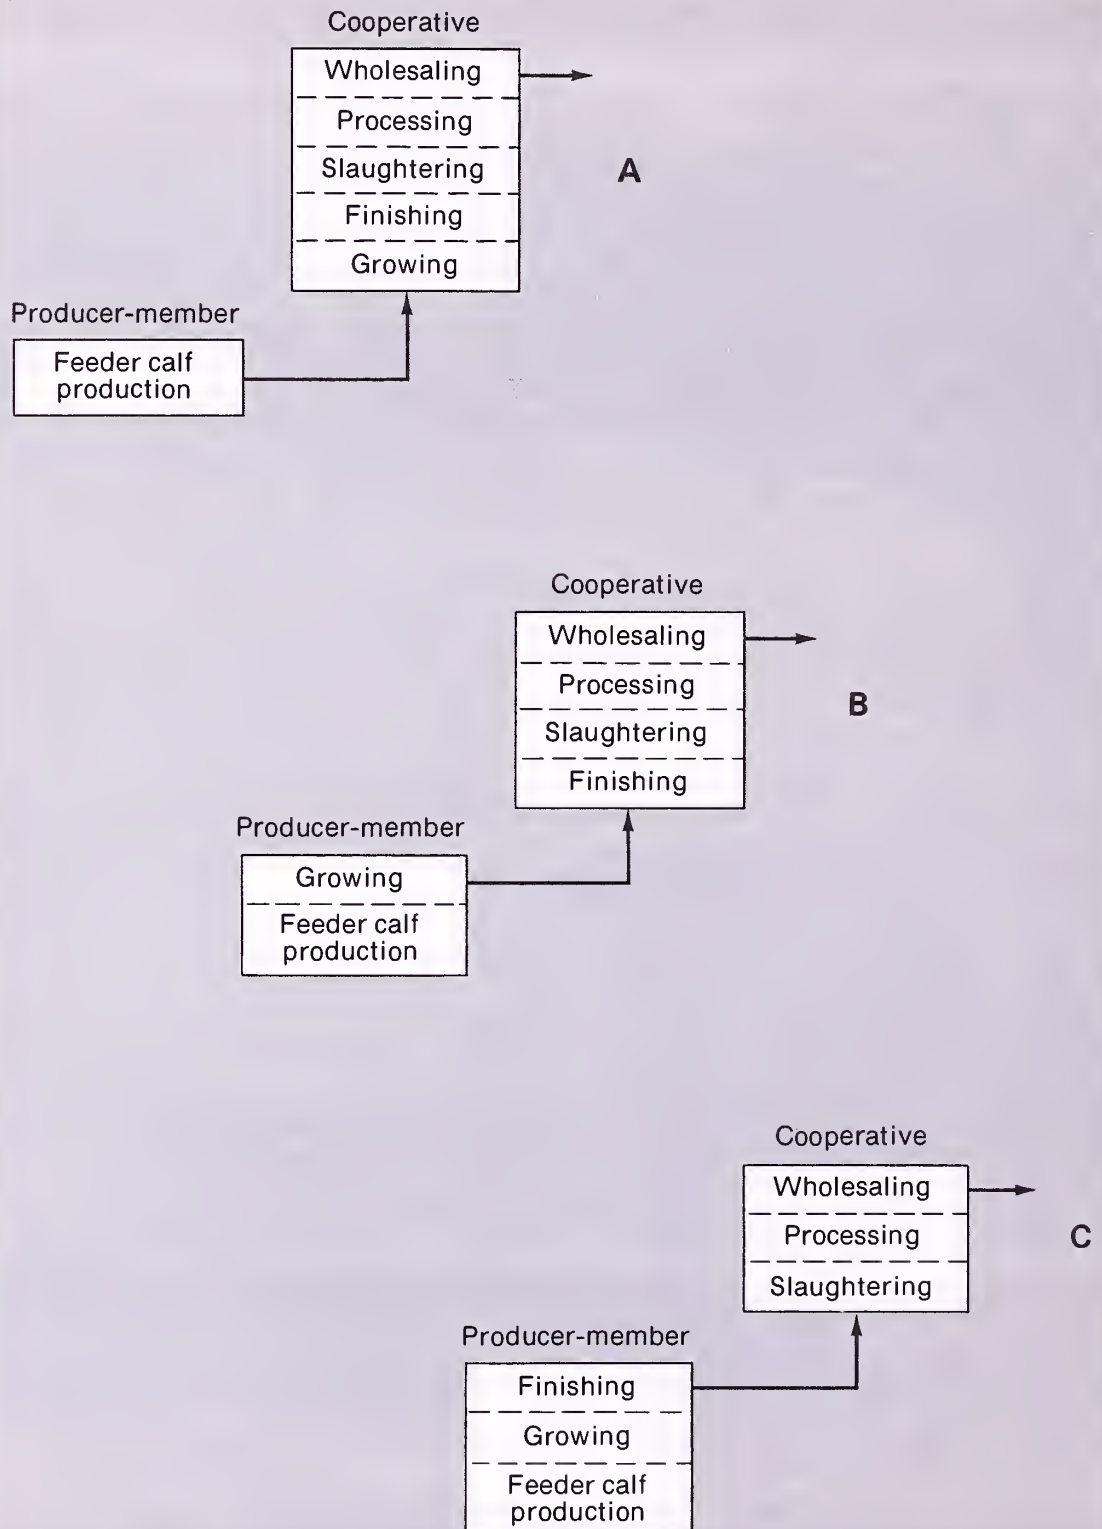 Cooperative
Wholesaling
Processing
Slaughtering
Finishing
Growing
A
Producer-member
Feeder calf
production
Cooperative
Wholesaling
Processing
Slaughtering
Finishing
B
Producer-member
Growing
Feeder calf
production
Cooperative
Wholesaling
Processing
Slaughtering
C
Producer-member
Finishing
Growing
Feeder calf
production